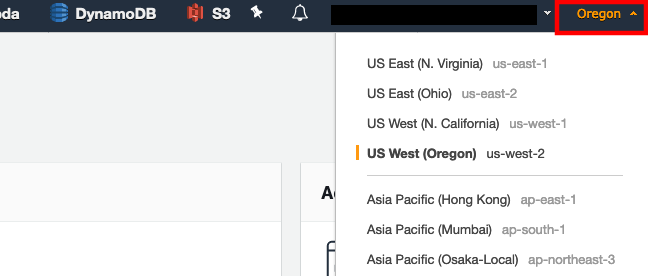 oda DynamoDB S3 Oregon
US East (N. Virginia) us-east-1
US East (Ohio) us-east-2
US West (N. California) us-west-1
US West (Oregon) us-west-2
Asia Pacific (Hong Kong) ap-east-1
Asia Pacific (Mumbai) ap-south-1
Asia Pacific (Osaka-Local) ap-northeast-3